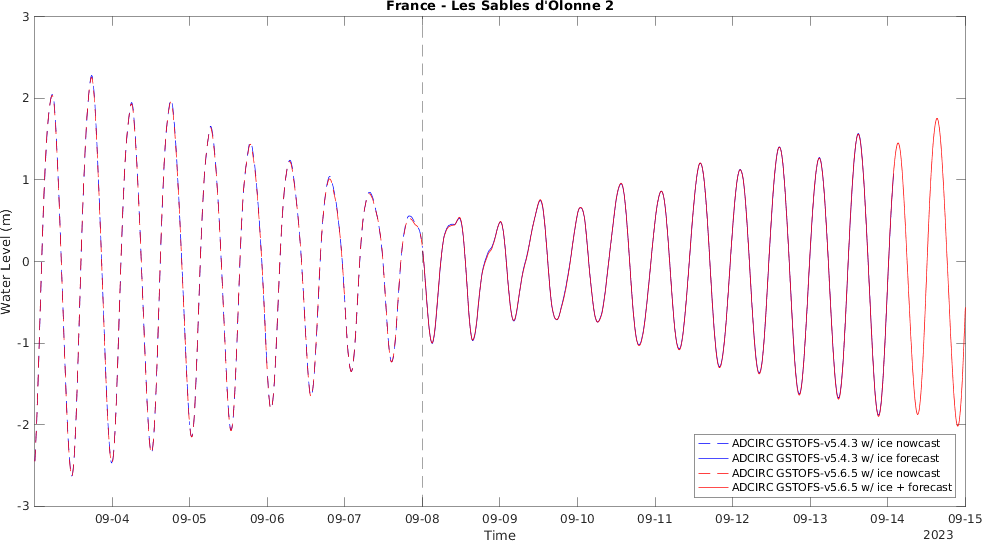 France - Les Sables d'Olonne 2
3
2
1
0
-1
-2
-3
Water Level (m)
ADCIRC GSTOFS-v5.4.3 w/ ice nowcast
ADCIRC GSTOFS-v5.4.3 w/ ice forecast
ADCIRC GSTOFS-v5.6.5 w/ ice nowcast
ADCIRC GSTOFS-v5.6.5 w/ ice + forecast
09-04 09-05 09-06 09-07 09-08 09-09 09-10 09-11 09-12 09-13 09-14 09-15
Time
2023